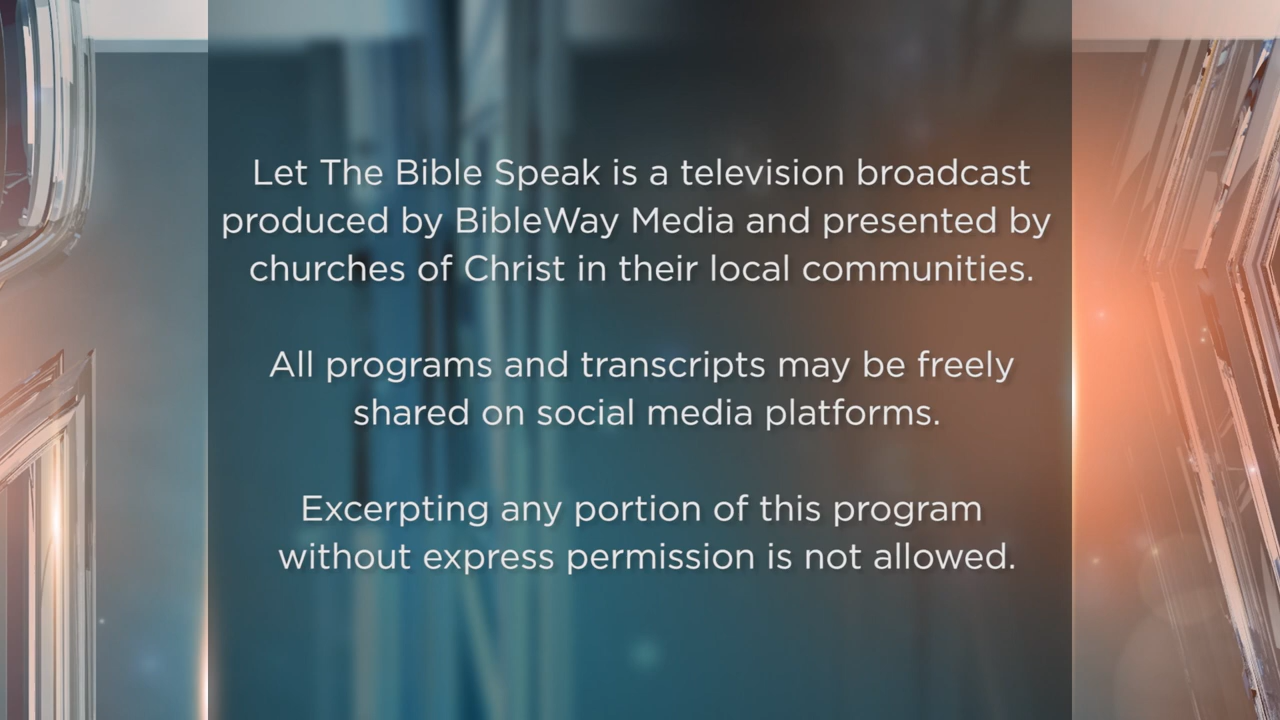 Let The Bible Speak is a television broadcast
produced by BibleWay Media and presented by
churches of Christ in their local communities.
All programs and transcripts may be freely
shared on social media platforms.
Excerpting any portion of this program
without express permission is not allowed.